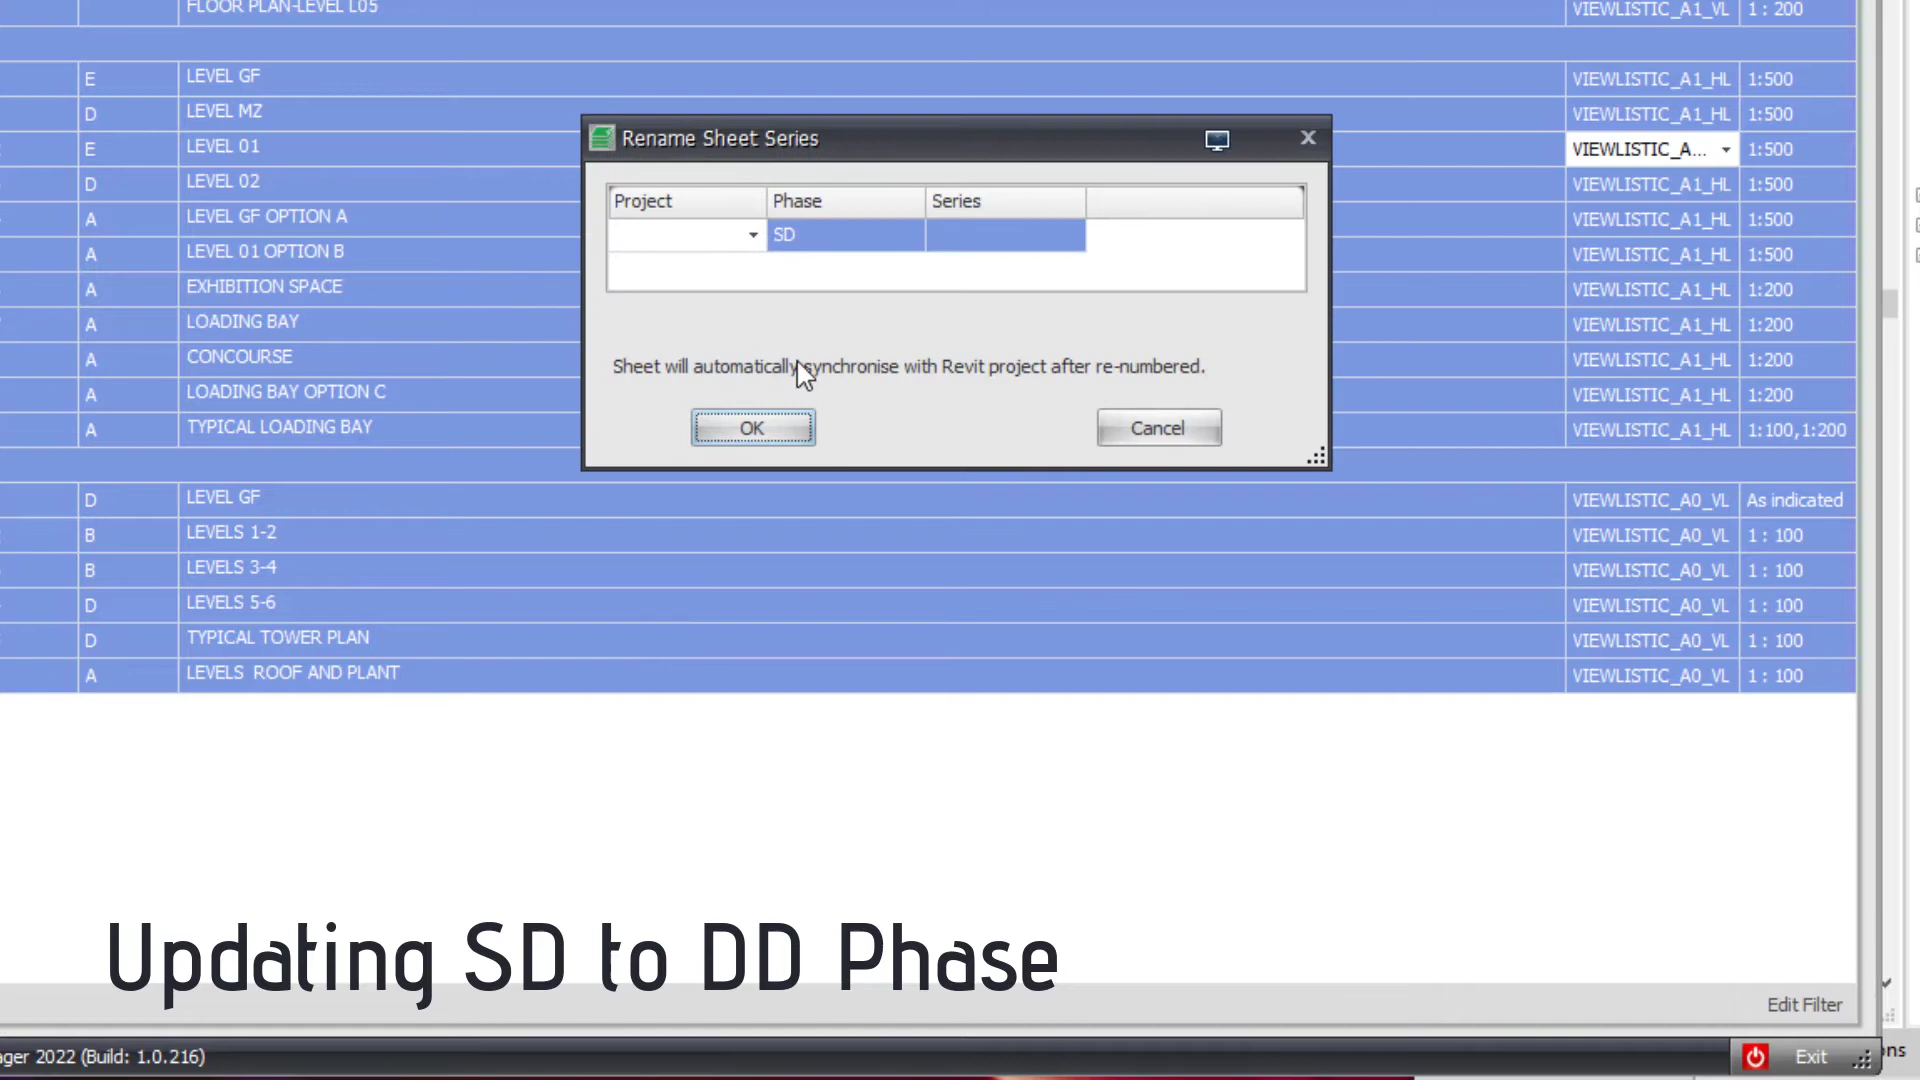 FLOOR PLAN-LEVEL L05 VIEWLISTIC_A1_VL 1 : 200
E LEVEL GF VIEWLISTIC_A1_HL 1:500
D LEVEL MZ VIEWLISTIC_A1_HL 1:500
E LEVEL 01 VIEWLISTIC_A... 1:500
D LEVEL 02 VIEWLISTIC_A1_HL 1:500
A LEVEL GF OPTION A VIEWLISTIC_A1_HL 1:500
A LEVEL 01 OPTION B VIEWLISTIC_A1_HL 1:500
A EXHIBITION SPACE VIEWLISTIC_A1_HL 1:200
A LOADING BAY VIEWLISTIC_A1_HL 1:200
A CONCOURSE VIEWLISTIC_A1_HL 1:200
A LOADING BAY OPTION C VIEWLISTIC_A1_HL 1:200
A TYPICAL LOADING BAY VIEWLISTIC_A1_HL 1:100,1:200
D LEVEL GF VIEWLISTIC_A0_VL As indicated
B LEVELS 1-2 VIEWLISTIC_A0_VL 1 : 100
B LEVELS 3-4 VIEWLISTIC_A0_VL 1 : 100
D LEVELS 5-6 VIEWLISTIC_A0_VL 1 : 100
D TYPICAL TOWER PLAN VIEWLISTIC_A0_VL 1 : 100
A LEVELS ROOF AND PLANT VIEWLISTIC_A0_VL 1 : 100
Rename Sheet Series
Project Phase Series
SD
Sheet will automatically synchronise with Revit project after re-numbered.
OK Cancel
Updating SD to DD Phase
Edit Filter
ager 2022 (Build: 1.0.216) Exit
ns